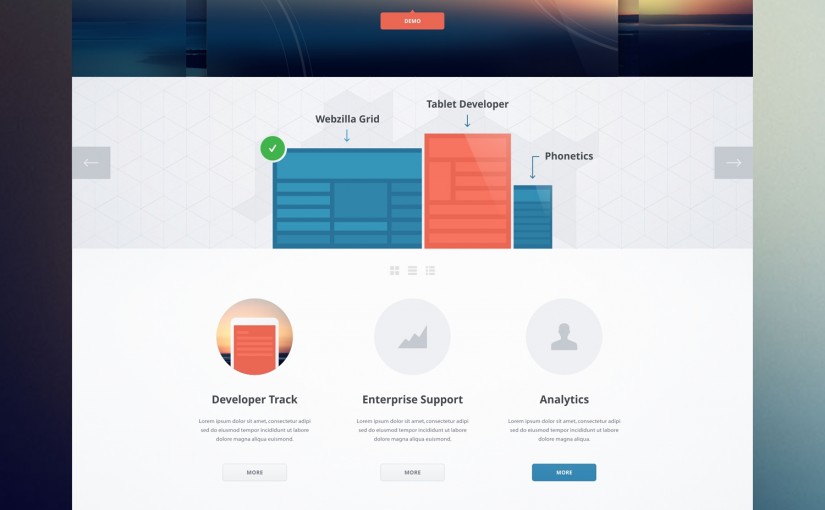 DEMO
Tablet Developer
Webzilla Grid
Phonetics
Developer Track
Lorem ipsum dolor sit amet, consectetur adipi
sed do eiusmod tempor incididunt ut labore
dolore magna aliqua euismond.
MORE
Enterprise Support
Lorem ipsum dolor sit amet, consectetur adipi
sed do eiusmod tempor incididunt ut labore
dolore magna aliqua suismod.
MORE
Analytics
Lorem ipsum dolor sit amet, consectetur adipi
sed do eiusmod tempor incididunt ut labore
dolore magna aliqua.
MORE